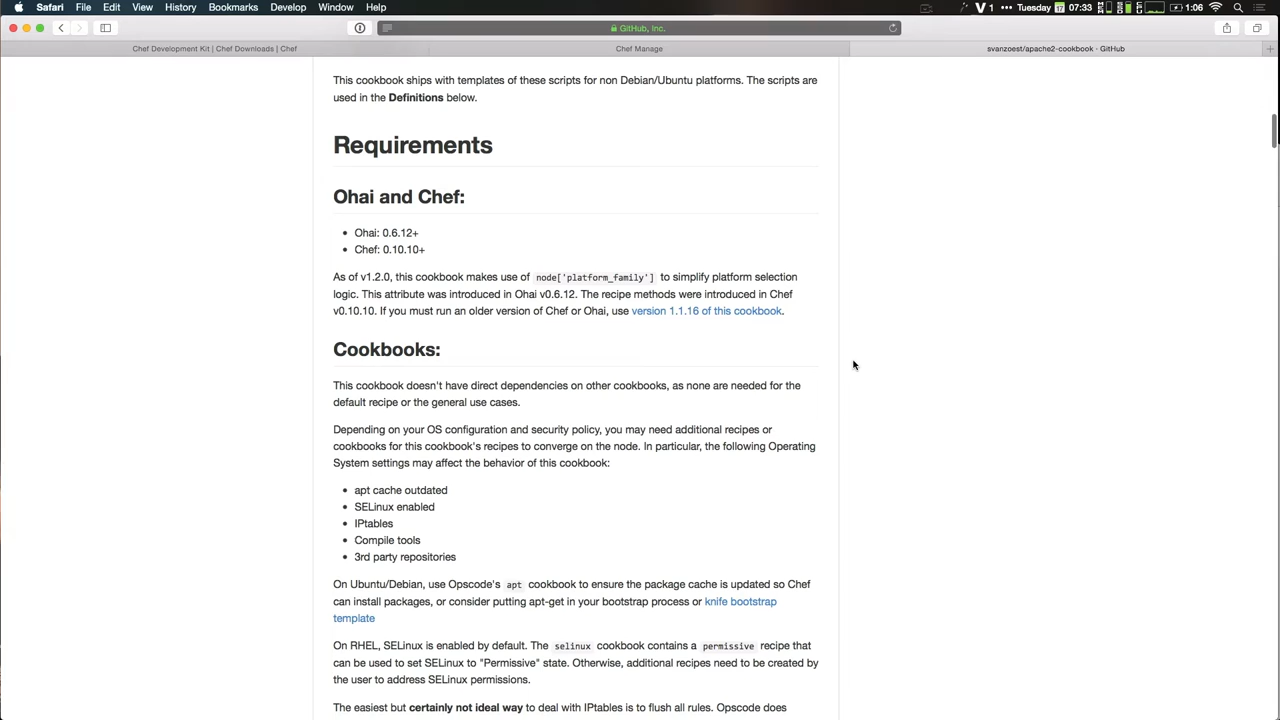 Safari File Edit View History Bookmarks Develop Window Help
V 1 Tuesday 07:33 1:06
GitHub, Inc.
Chef Development Kit | Chef Downloads | Chef
Chef Manage
svanzoest/apache2-cookbook · GitHub
This cookbook ships with templates of these scripts for non Debian/Ubuntu platforms. The scripts are
used in the Definitions below.
Requirements
Ohai and Chef:
• Ohai: 0.6.12+
• Chef: 0.10.10+
As of v1.2.0, this cookbook makes use of node['platform_family'] to simplify platform selection
logic. This attribute was introduced in Ohai v0.6.12. The recipe methods were introduced in Chef
v0.10.10. If you must run an older version of Chef or Ohai, use version 1.1.16 of this cookbook.
Cookbooks:
This cookbook doesn't have direct dependencies on other cookbooks, as none are needed for the
default recipe or the general use cases.
Depending on your OS configuration and security policy, you may need additional recipes or
cookbooks for this cookbook's recipes to converge on the node. In particular, the following Operating
System settings may affect the behavior of this cookbook:
• apt cache outdated
• SELinux enabled
• IPtables
• Compile tools
• 3rd party repositories
On Ubuntu/Debian, use Opscode's apt cookbook to ensure the package cache is updated so Chef
can install packages, or consider putting apt-get in your bootstrap process or knife bootstrap
template
On RHEL, SELinux is enabled by default. The selinux cookbook contains a permissive recipe that
can be used to set SELinux to "Permissive" state. Otherwise, additional recipes need to be created by
the user to address SELinux permissions.
The easiest but certainly not ideal way to deal with IPtables is to flush all rules. Opscode does